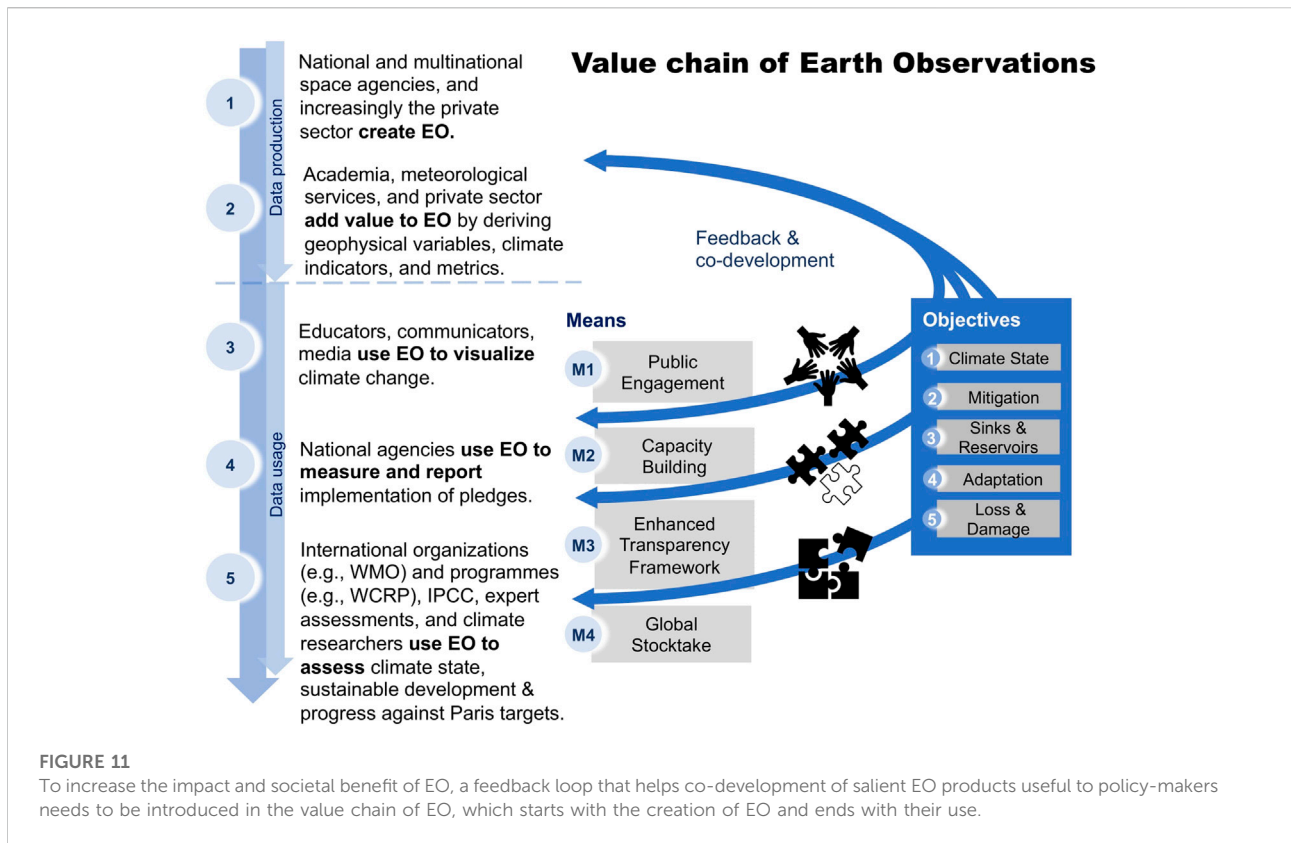 Value chain of Earth Observations
1
National and multinational
space agencies, and
increasingly the private
sector create EO.
Data production
2
Academia, meteorological
services, and private sector
add value to EO by deriving
geophysical variables, climate
indicators, and metrics.
Feedback &
co-development
3
Educators, communicators,
media use EO to visualize
climate change.
Data usage
4
National agencies use EO to
measure and report
implementation of pledges.
5
International organizations
(e.g., WMO) and programmes
(e.g., WCRP), IPCC, expert
assessments, and climate
researchers use EO to
assess climate state,
sustainable development &
progress against Paris targets.
Means
M1
Public
Engagement
M2
Capacity
Building
M3
Enhanced
Transparency
Framework
M4
Global
Stocktake
Objectives
1 Climate State
2 Mitigation
3 Sinks &
Reservoirs
4 Adaptation
5 Loss &
Damage
FIGURE 11
To increase the impact and societal benefit of EO, a feedback loop that helps co-development of salient EO products useful to policy-makers
needs to be introduced in the value chain of EO, which starts with the creation of EO and ends with their use.